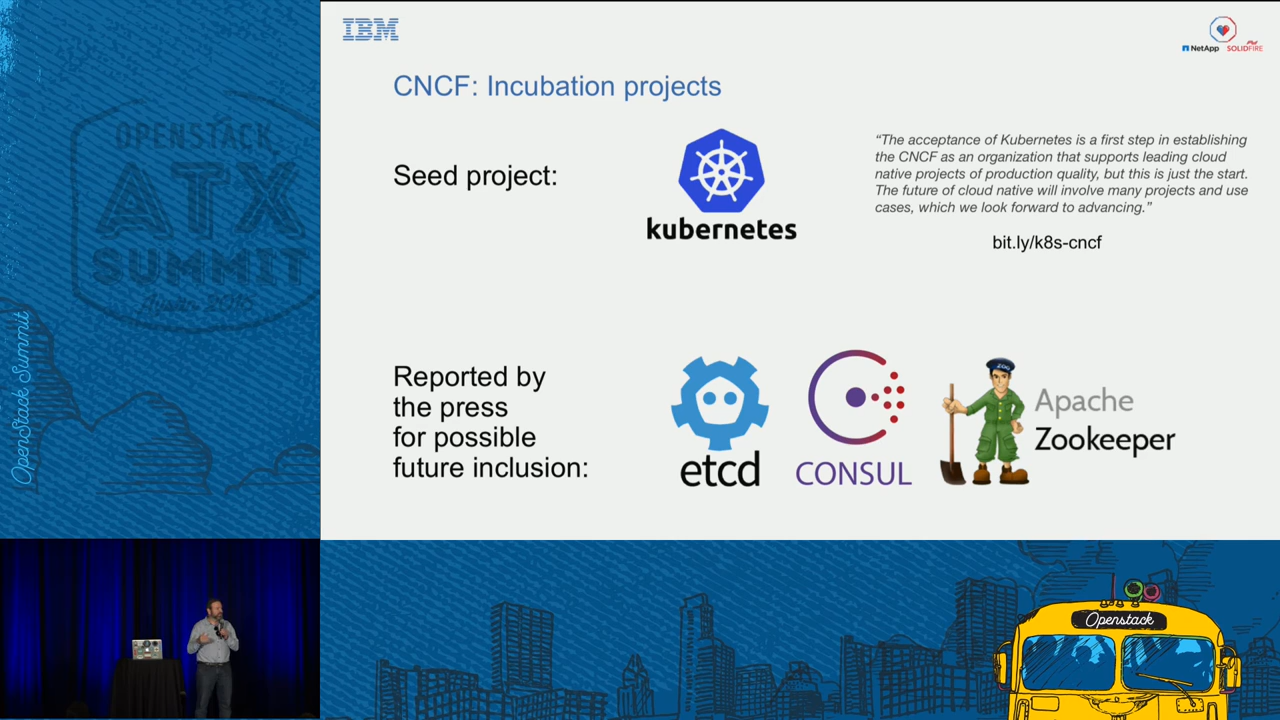 IBM
NetApp
SOLIDFIRE
CNCF: Incubation projects
Seed project:
kubernetes
“The acceptance of Kubernetes is a first step in establishing
the CNCF as an organization that supports leading cloud
native projects of production quality, but this is just the start.
The future of cloud native will involve many projects and use
cases, which we look forward to advancing.”
bit.ly/k8s-cncf
Reported by
the press
for possible
future inclusion:
etcd
CONSUL
ZOO
Apache
Zookeeper
OPENSTACK
ATX
SUMMIT
Austin 2016
OpenStack Summit
Openstack